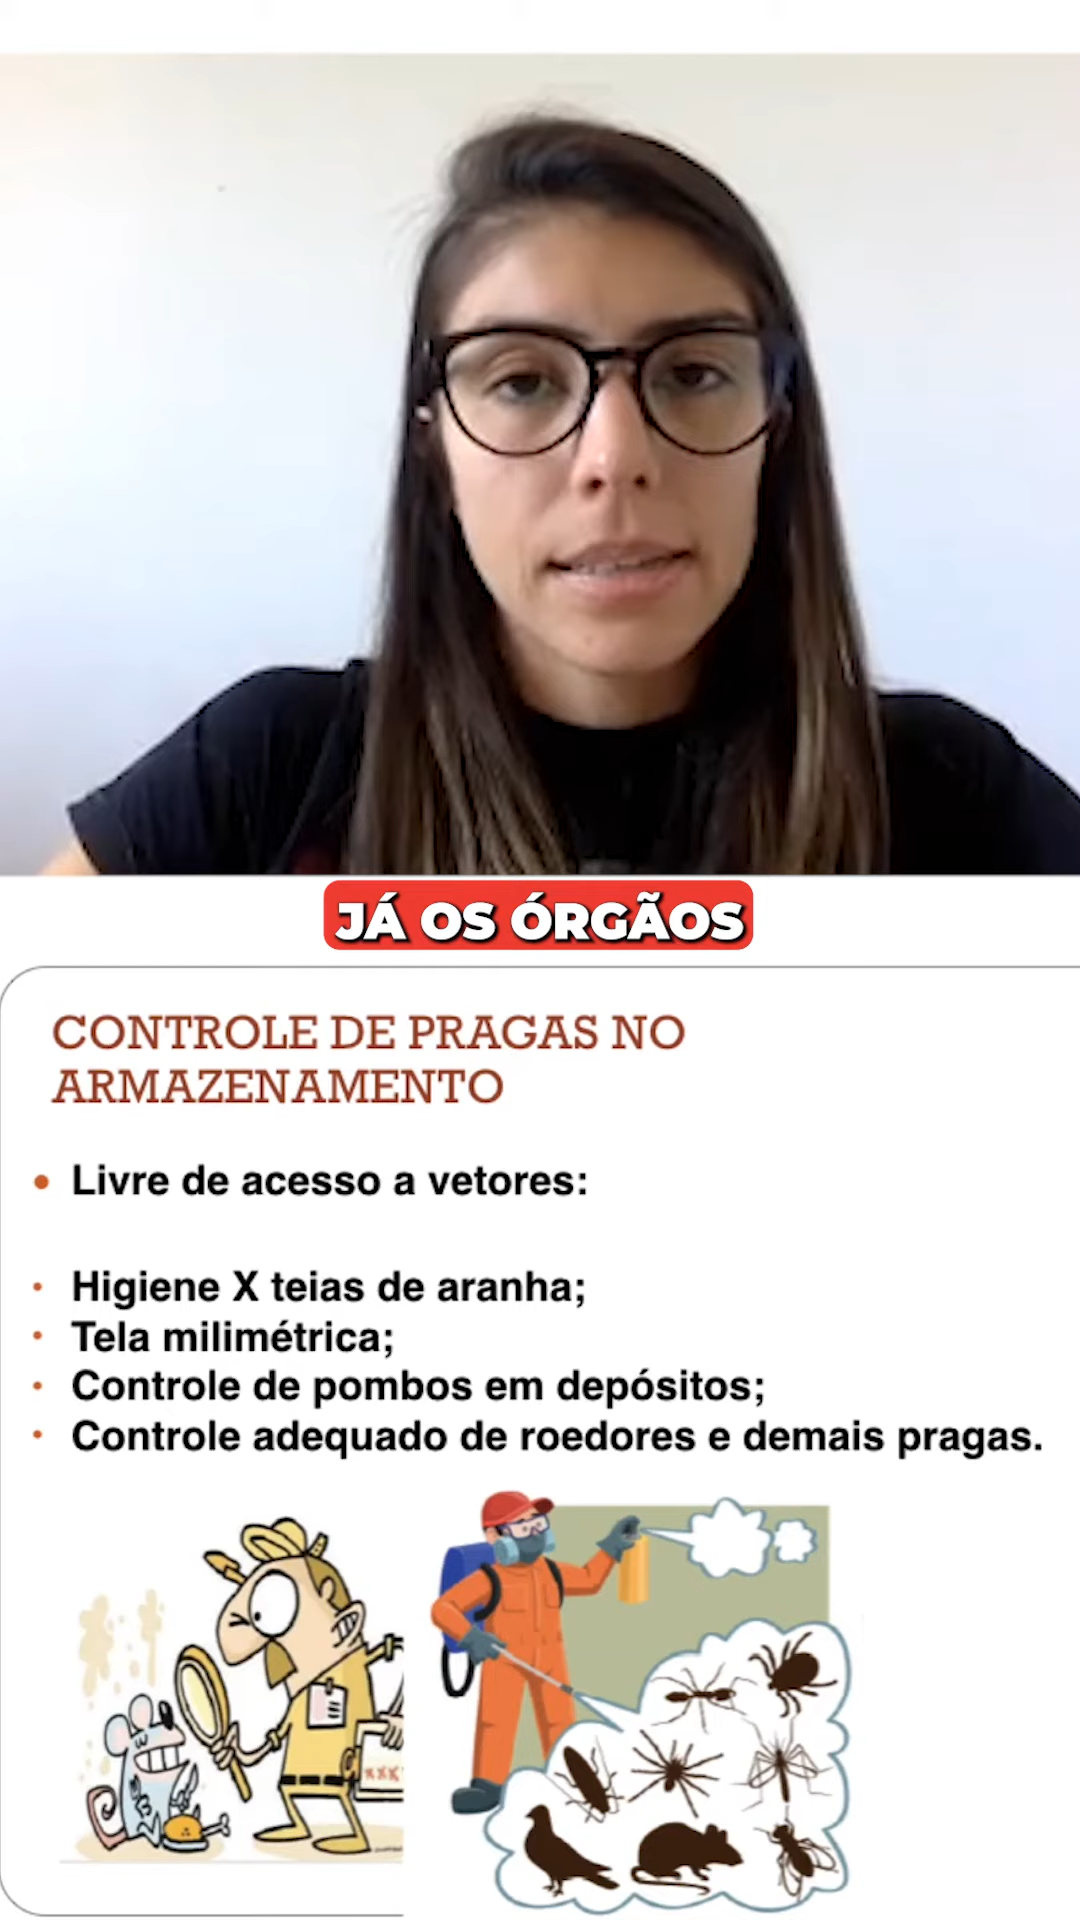 JÁ OS ÓRGÃOS
CONTROLE DE PRAGAS NO
ARMAZENAMENTO
• Livre de acesso a vetores:
• Higiene X teias de aranha;
• Tela milimétrica;
• Controle de pombos em depósitos;
• Controle adequado de roedores e demais pragas.
XXX